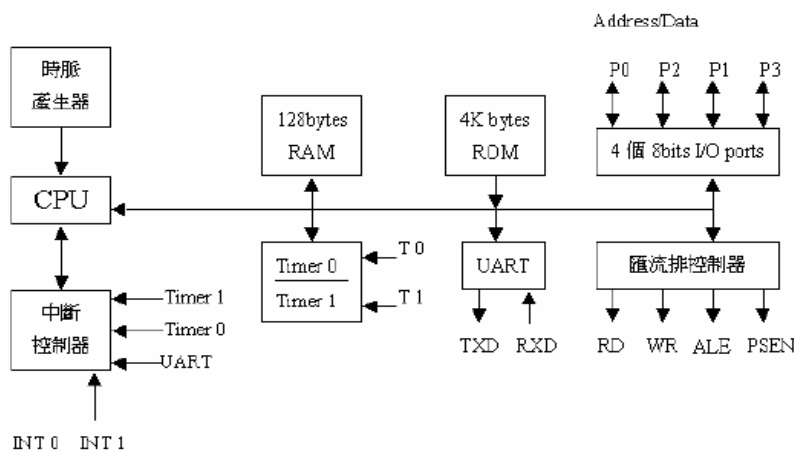 Address/Data
P0 P2 P1 P3
時脈
產生器
128bytes
RAM
4K bytes
ROM
4 個 8bits I/O ports
CPU
Timer 0
Timer 1
T 0
T 1
UART
匯流排控制器
中斷
控制器
Timer 1
Timer 0
UART
TXD RXD
RD WR ALE PSEN
INT 0 INT 1